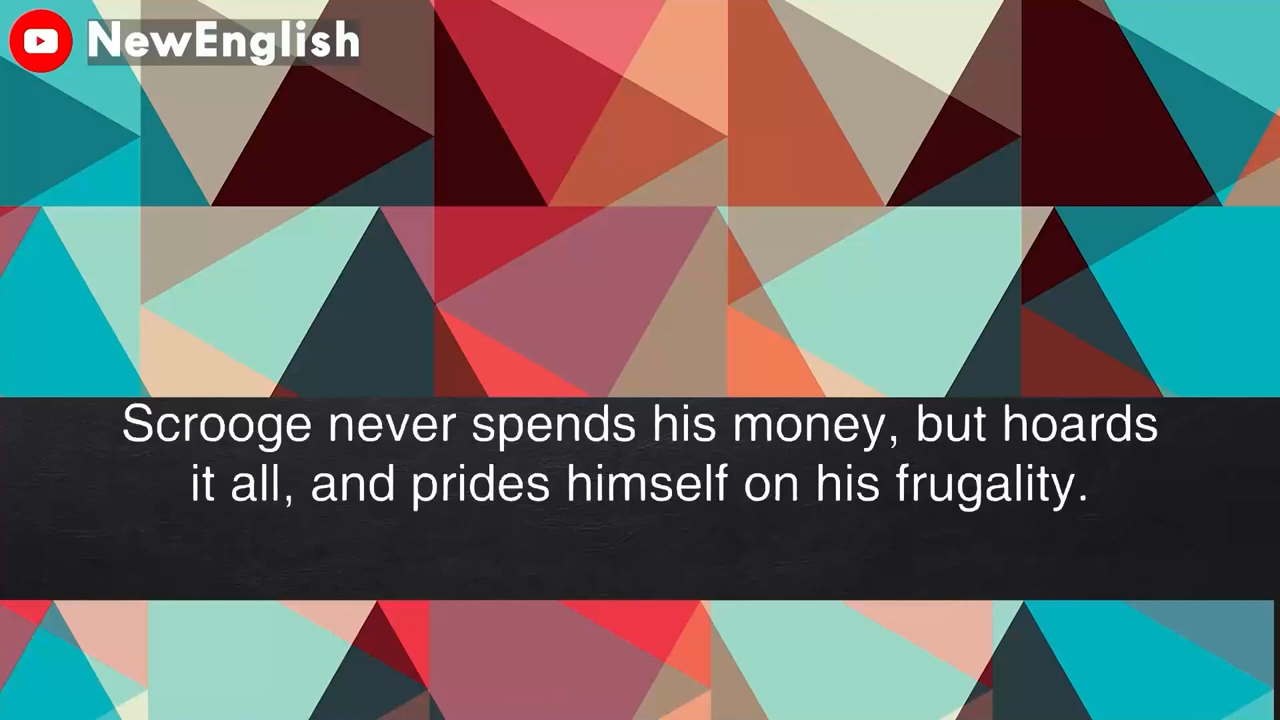 NewEnglish
Scrooge never spends his money, but hoards
it all, and prides himself on his frugality.